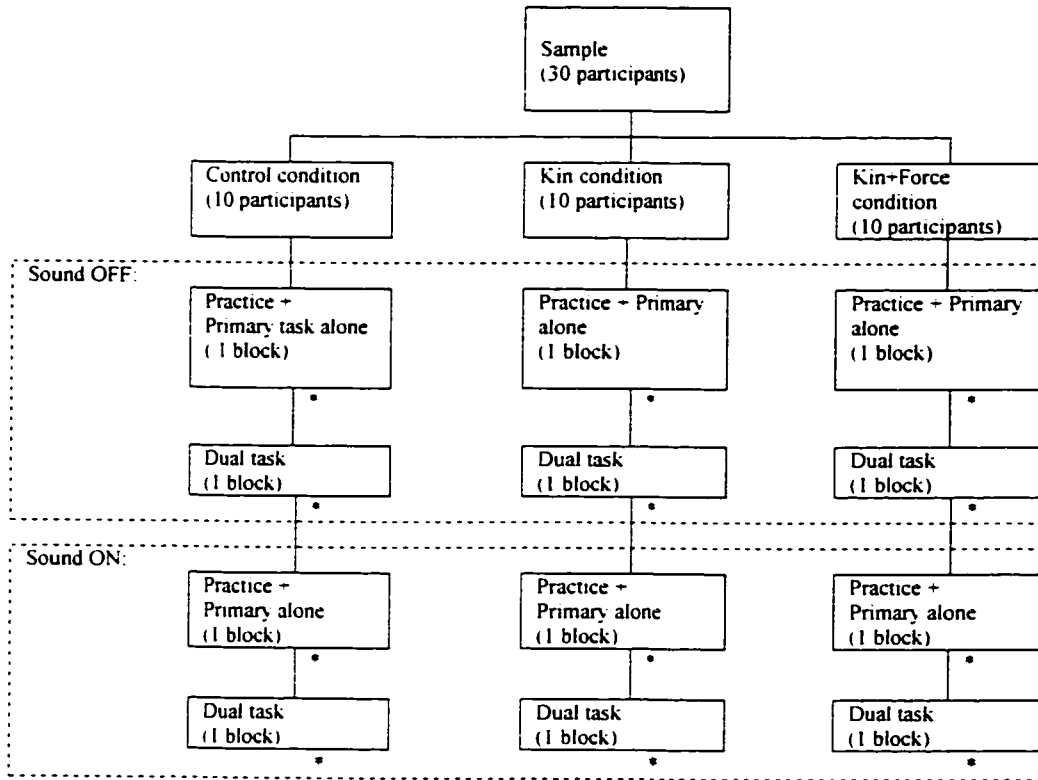 Sample
(30 participants)
Control condition
(10 participants)
Kin condition
(10 participants)
Kin+Force
condition
(10 participants)
Sound OFF:
Practice +
Primary task alone
(1 block)
Practice + Primary
alone
(1 block)
Practice + Primary
alone
(1 block)
*
*
*
Dual task
(1 block)
Dual task
(1 block)
Dual task
(1 block)
*
*
*
Sound ON:
Practice +
Primary alone
(1 block)
Practice +
Primary alone
(1 block)
Practice +
Primary alone
(1 block)
*
*
*
Dual task
(1 block)
Dual task
(1 block)
Dual task
(1 block)
*
*
*